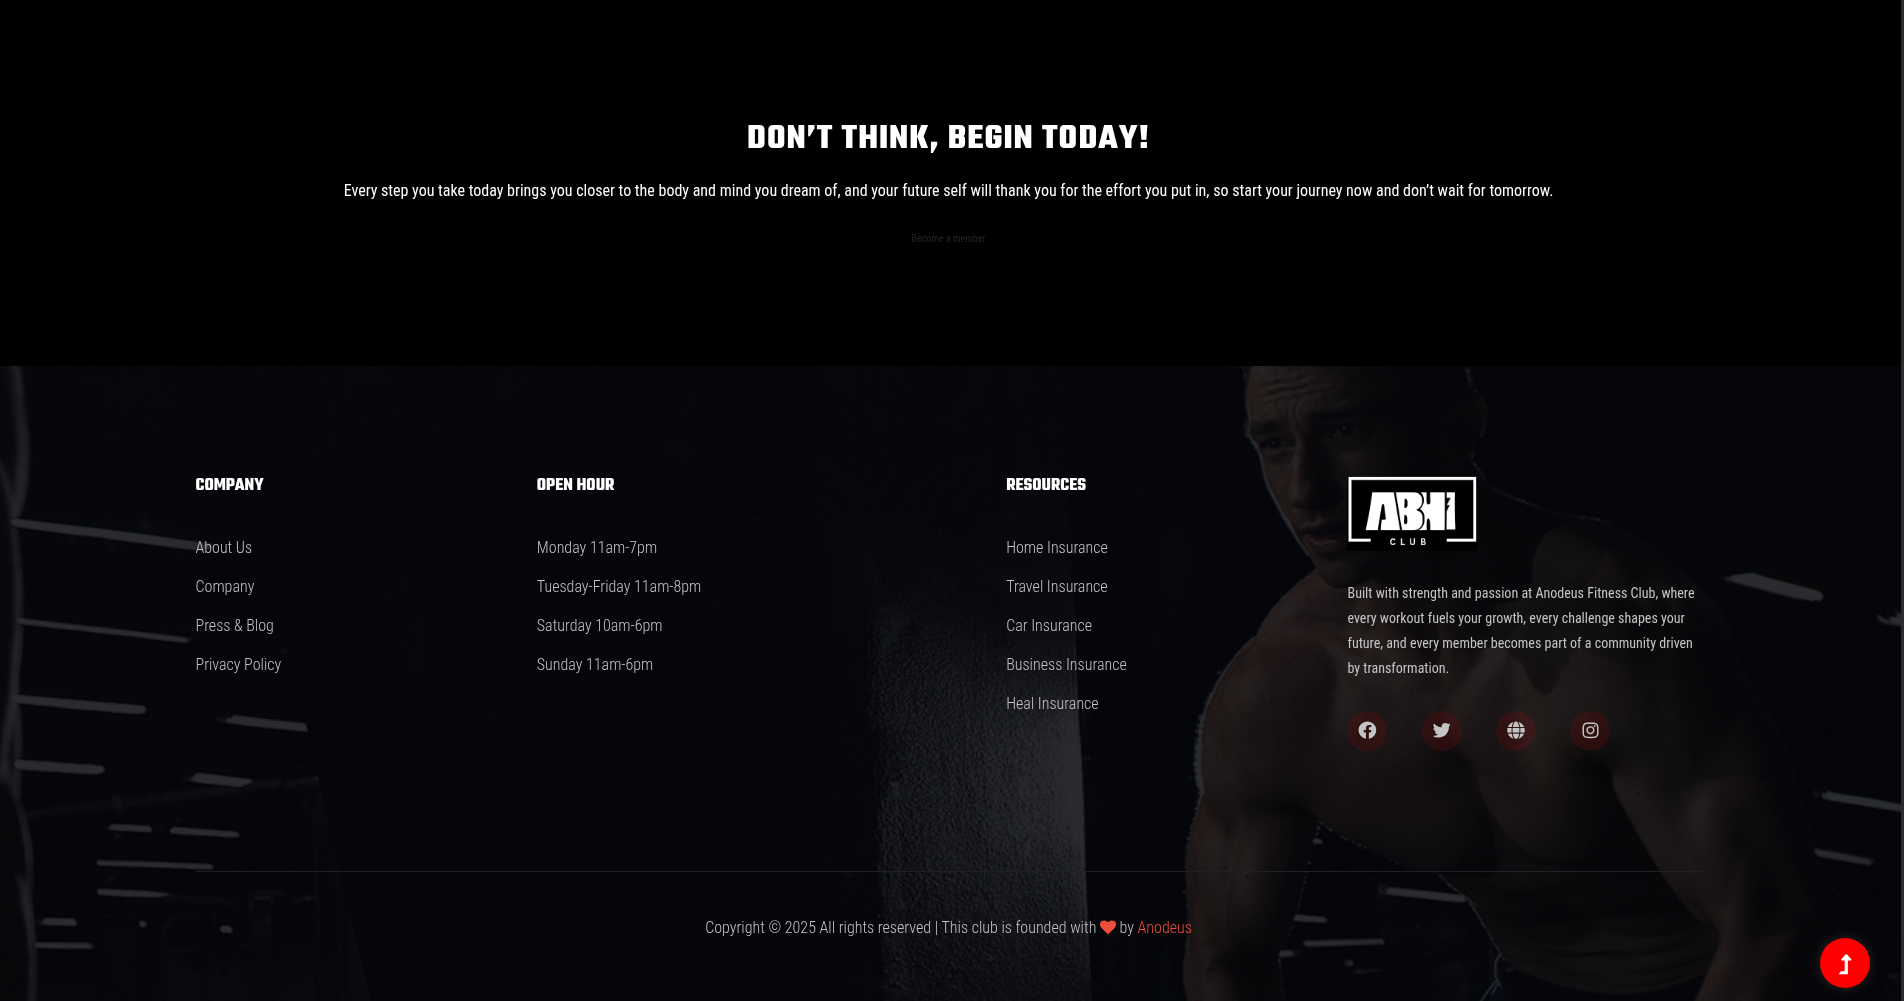 DON’T THINK, BEGIN TODAY!
Every step you take today brings you closer to the body and mind you dream of, and your future self will thank you for the effort you put in, so start your journey now and don’t wait for tomorrow.
Become a member
COMPANY
About Us
Company
Press & Blog
Privacy Policy
OPEN HOUR
Monday 11am-7pm
Tuesday-Friday 11am-8pm
Saturday 10am-6pm
Sunday 11am-6pm
RESOURCES
Home Insurance
Travel Insurance
Car Insurance
Business Insurance
Heal Insurance
ABHI
CLUB
Built with strength and passion at Anodeus Fitness Club, where
every workout fuels your growth, every challenge shapes your
future, and every member becomes part of a community driven
by transformation.
Copyright © 2025 All rights reserved | This club is founded with ❤ by Anodeus